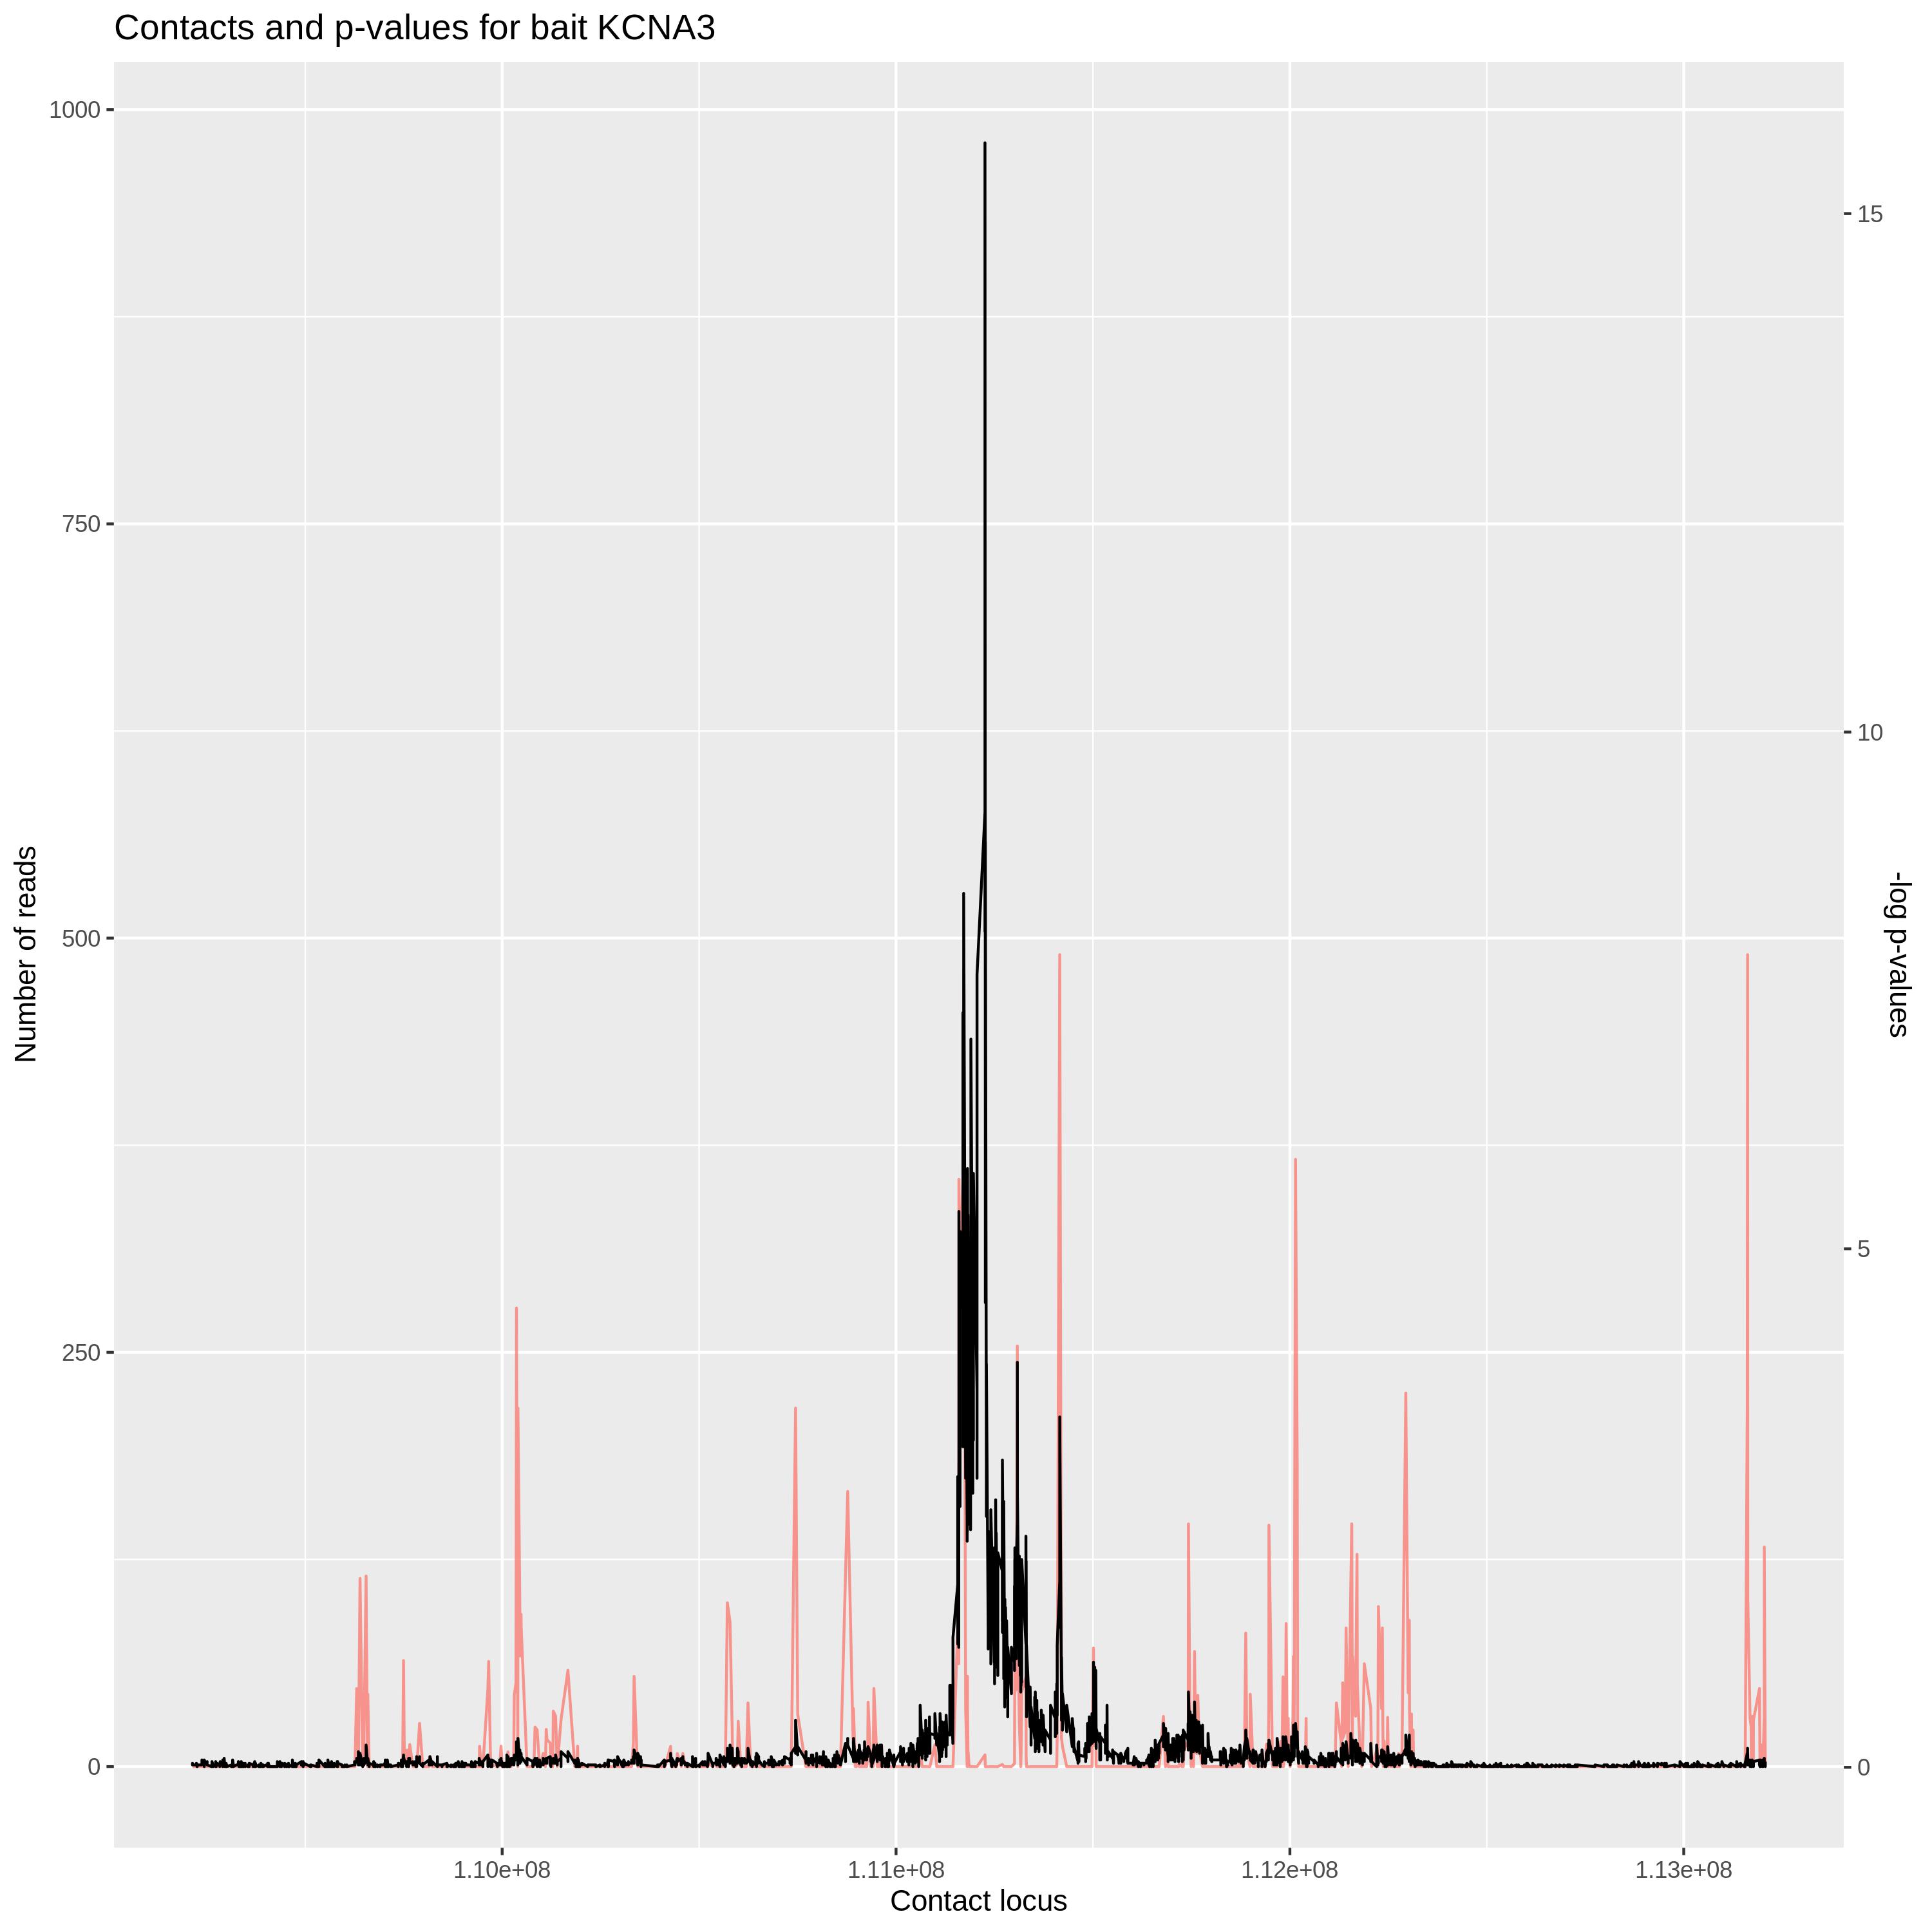 Contacts and p-values for bait KCNA3
1000
750
500
250
0
Number of reads
15
10
5
0
-log p-values
1.10e+08
1.11e+08
1.12e+08
1.13e+08
Contact locus